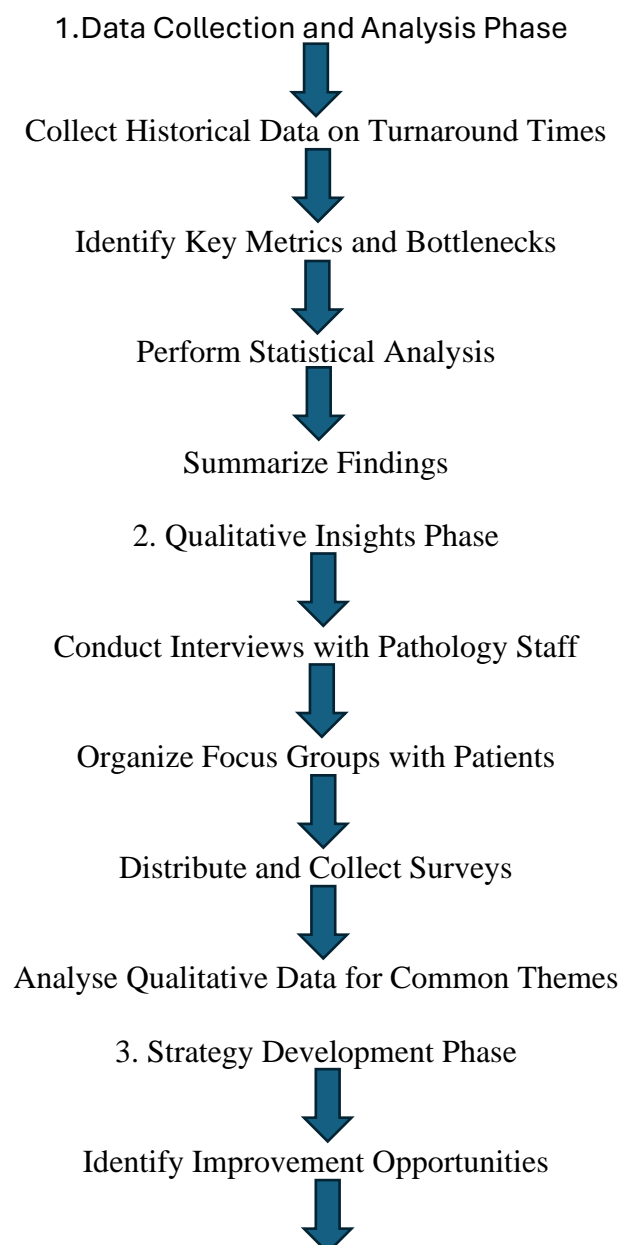 1.Data Collection and Analysis Phase
Collect Historical Data on Turnaround Times
Identify Key Metrics and Bottlenecks
Perform Statistical Analysis
Summarize Findings
2. Qualitative Insights Phase
Conduct Interviews with Pathology Staff
Organize Focus Groups with Patients
Distribute and Collect Surveys
Analyse Qualitative Data for Common Themes
3. Strategy Development Phase
Identify Improvement Opportunities